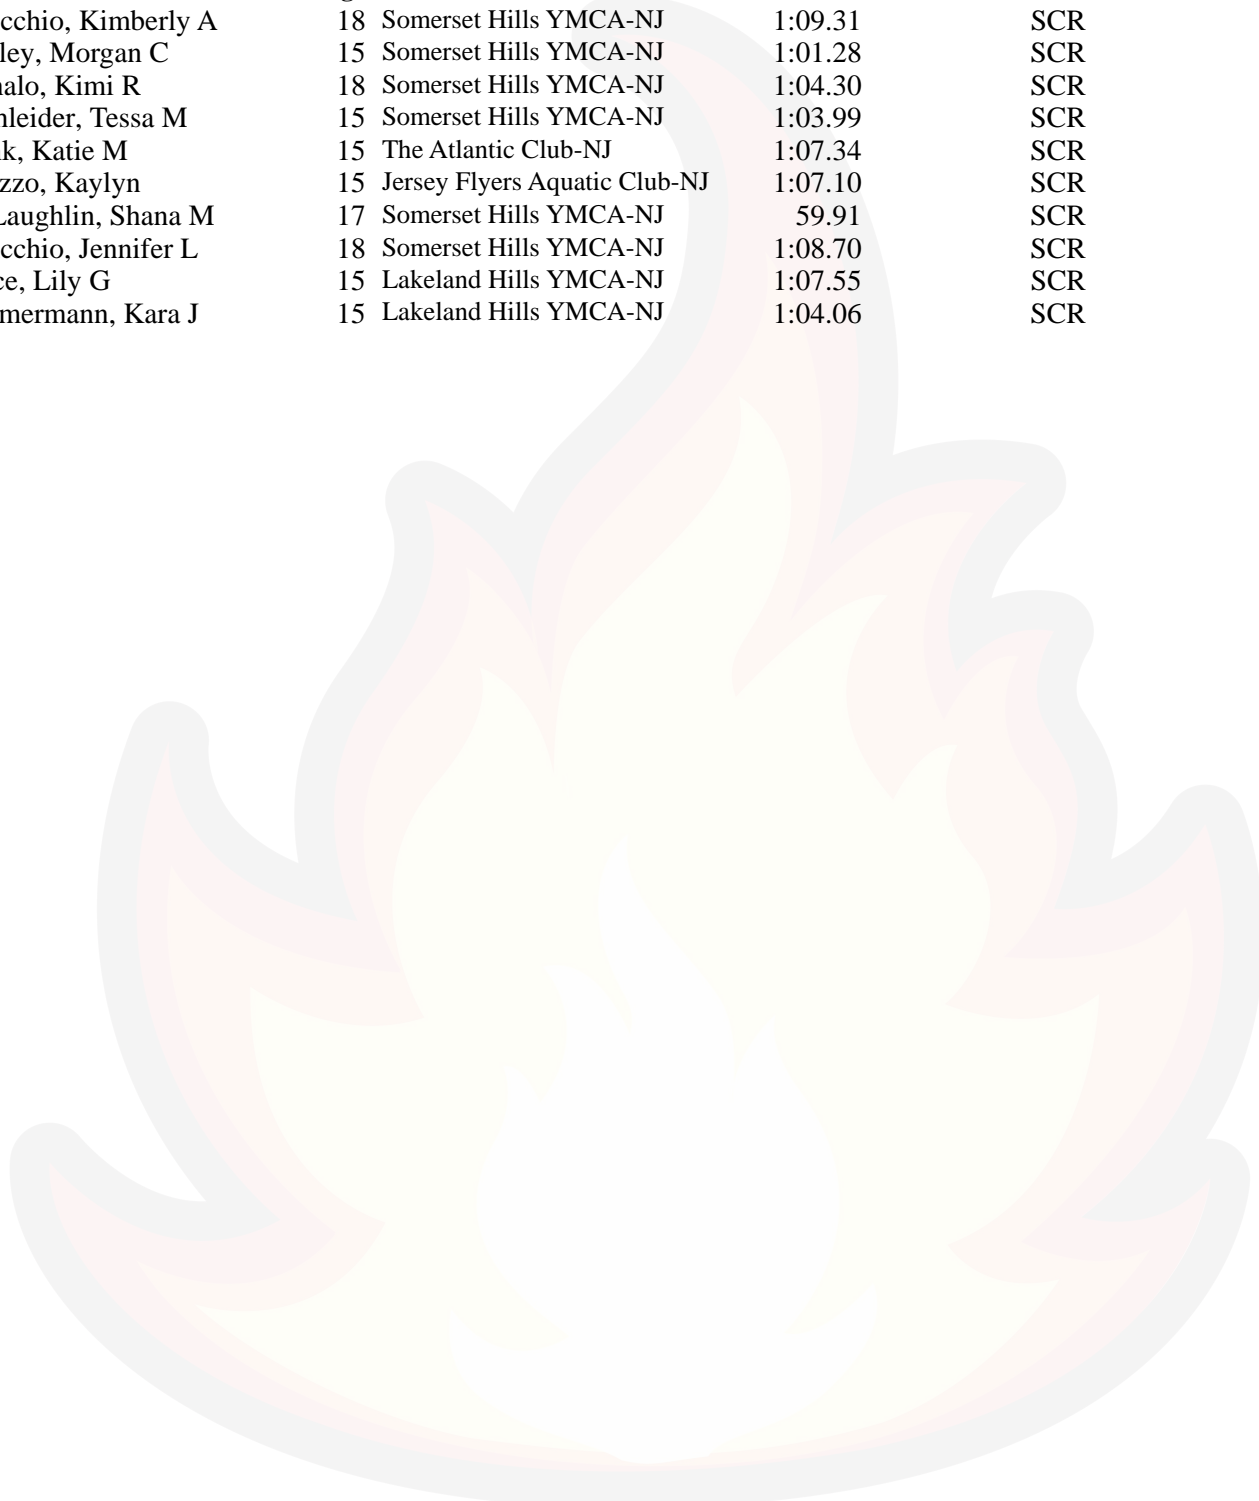 cchio, Kimberly A 18 Somerset Hills YMCA-NJ 1:09.31 SCR
ley, Morgan C 15 Somerset Hills YMCA-NJ 1:01.28 SCR
nalo, Kimi R 18 Somerset Hills YMCA-NJ 1:04.30 SCR
hleider, Tessa M 15 Somerset Hills YMCA-NJ 1:03.99 SCR
k, Katie M 15 The Atlantic Club-NJ 1:07.34 SCR
zzo, Kaylyn 15 Jersey Flyers Aquatic Club-NJ 1:07.10 SCR
Laughlin, Shana M 17 Somerset Hills YMCA-NJ 59.91 SCR
cchio, Jennifer L 18 Somerset Hills YMCA-NJ 1:08.70 SCR
ce, Lily G 15 Lakeland Hills YMCA-NJ 1:07.55 SCR
mermann, Kara J 15 Lakeland Hills YMCA-NJ 1:04.06 SCR